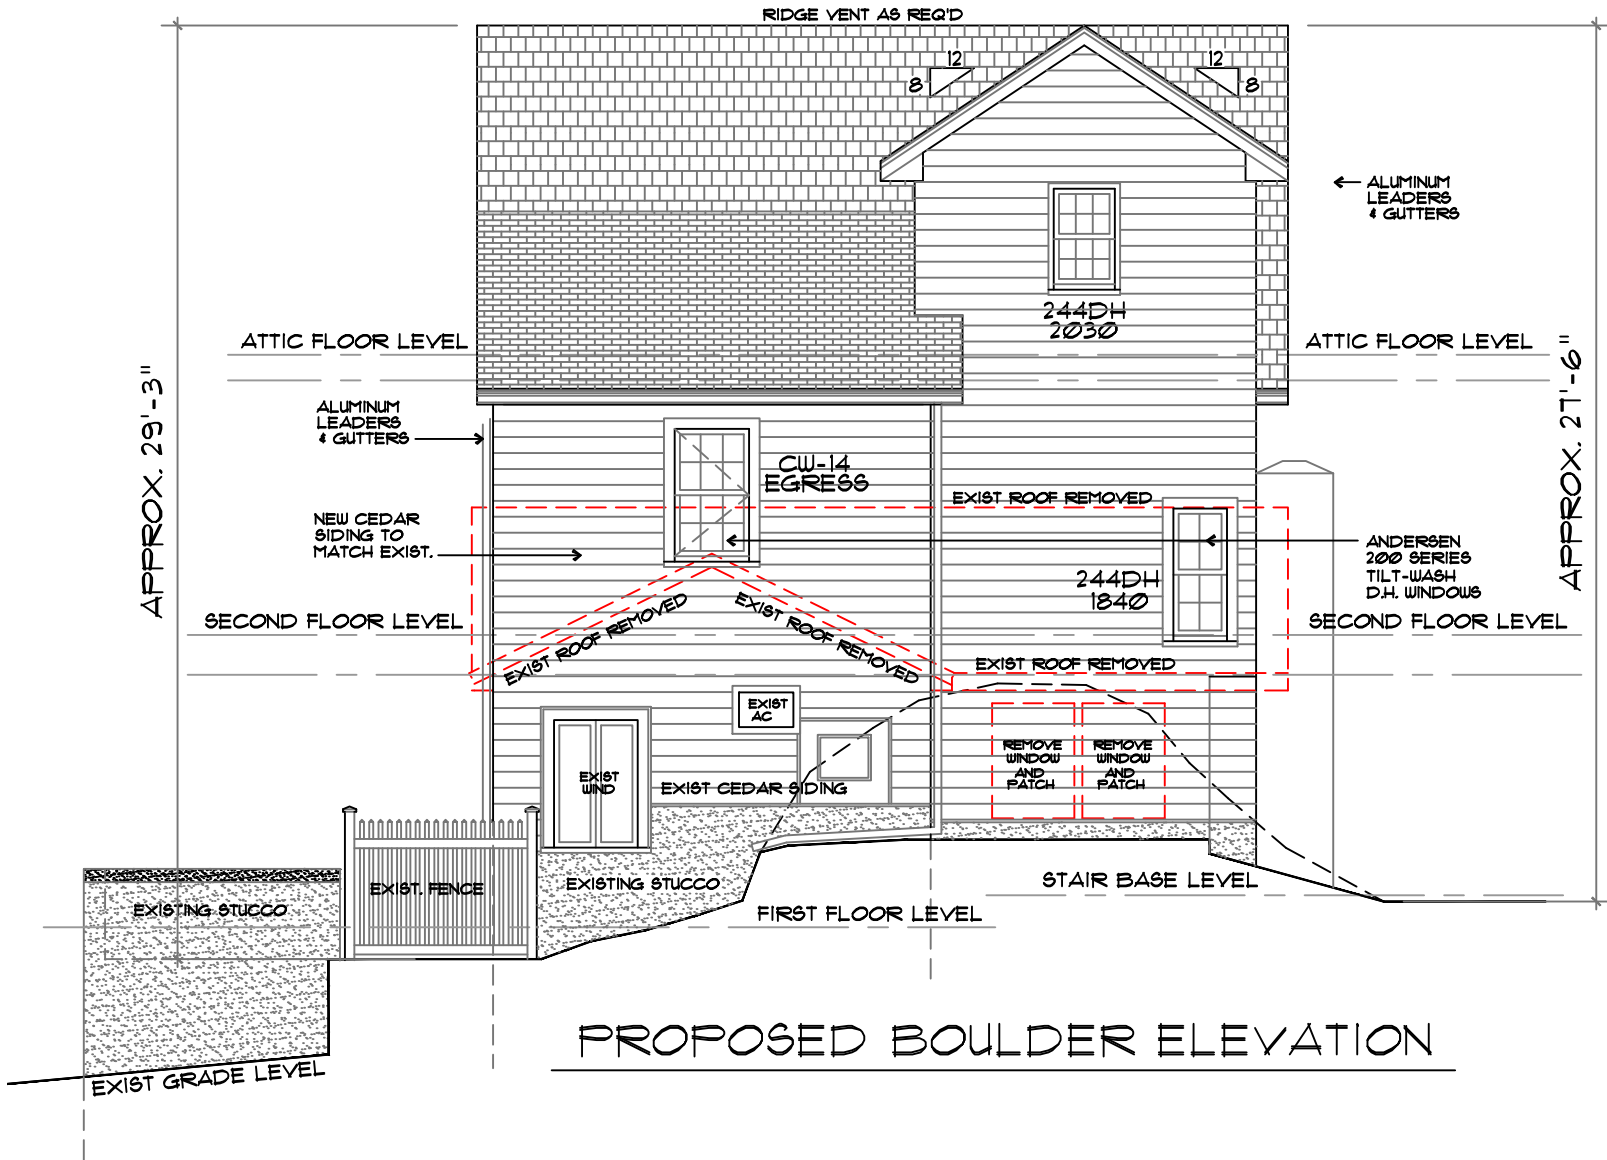 RIDGE VENT AS REQ'D
12
8
12
8
ALUMINUM
LEADERS
& GUTTERS
244DH
2030
ATTIC FLOOR LEVEL
ATTIC FLOOR LEVEL
APPROX. 29'-3"
APPROX. 27'-6"
ALUMINUM
LEADERS
& GUTTERS
CW-14
EGRESS
EXIST ROOF REMOVED
NEW CEDAR
SIDING TO
MATCH EXIST.
ANDERSEN
200 SERIES
TILT-WASH
D.H. WINDOWS
244DH
1840
SECOND FLOOR LEVEL
SECOND FLOOR LEVEL
EXIST ROOF REMOVED
EXIST ROOF REMOVED
EXIST ROOF REMOVED
EXIST
AC
REMOVE
WINDOW
AND
PATCH
REMOVE
WINDOW
AND
PATCH
EXIST
WIND
EXIST CEDAR SIDING
EXIST. FENCE
EXISTING STUCCO
STAIR BASE LEVEL
EXISTING STUCCO
FIRST FLOOR LEVEL
PROPOSED BOULDER ELEVATION
EXIST GRADE LEVEL